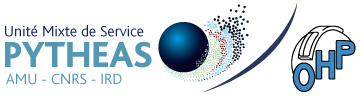 Unité Mixte de Service
PYTHEAS
AMU - CNRS - IRD
OHP